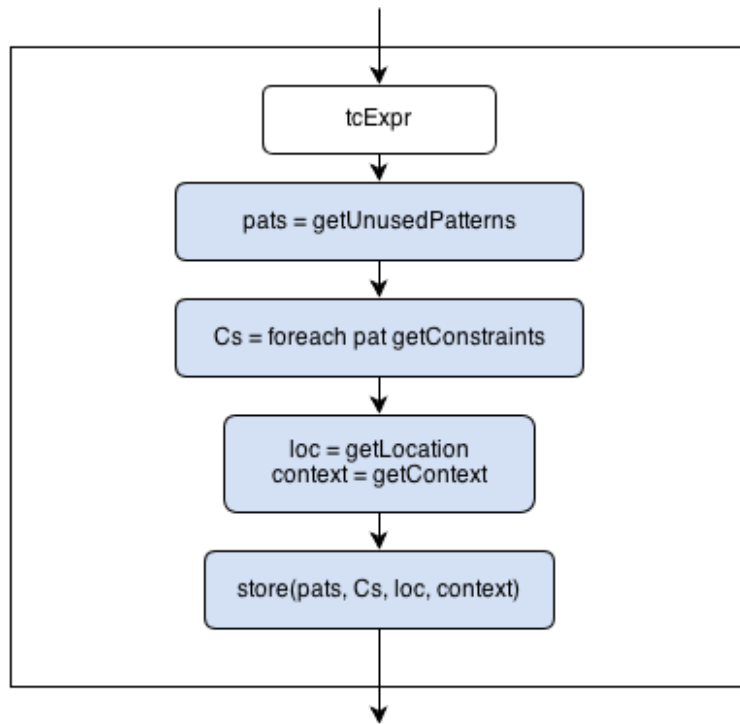 tcExpr
pats = getUnusedPatterns
Cs = foreach pat getConstraints
loc = getLocation
context = getContext
store(pats, Cs, loc, context)